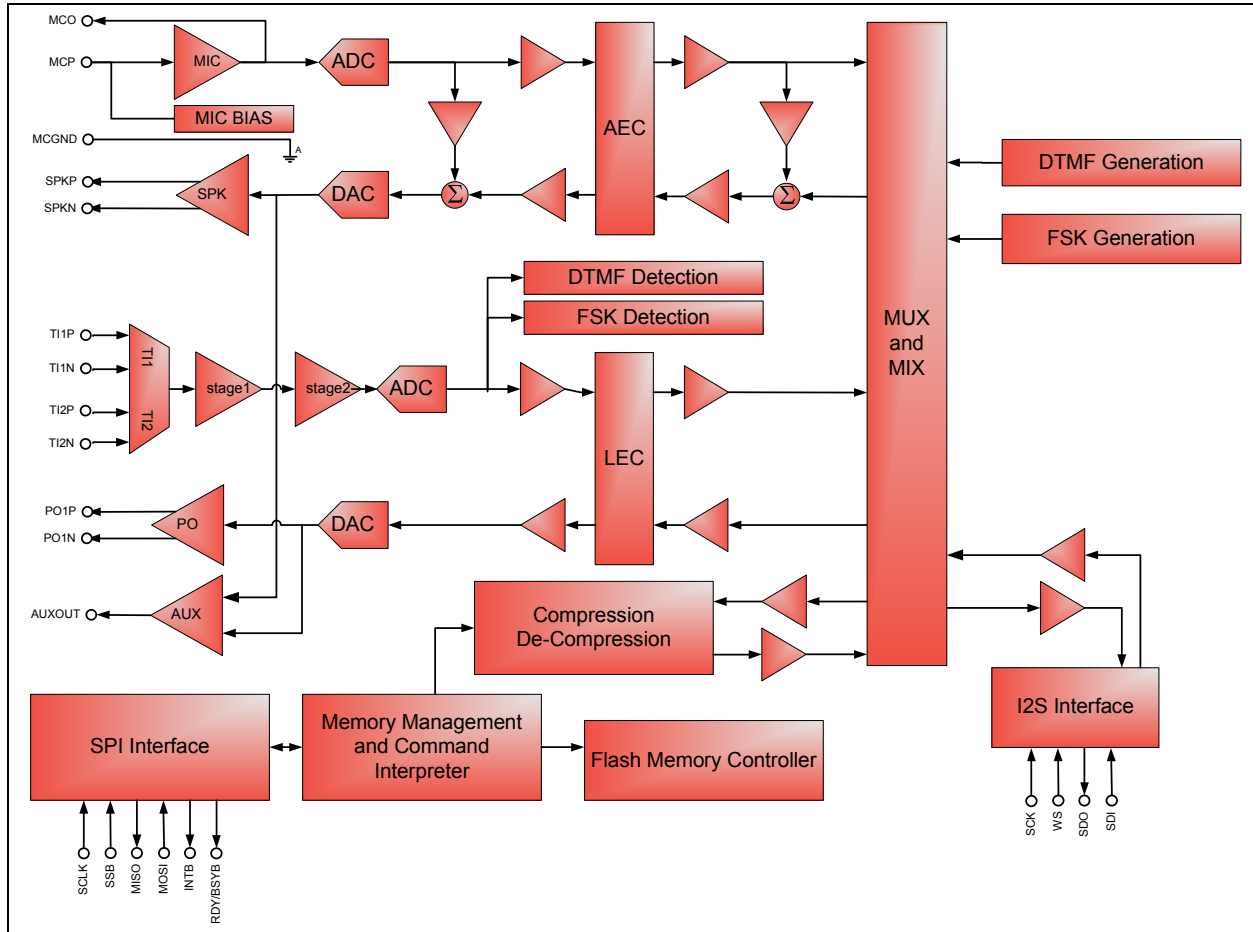 MCO
MCP
MIC
ADC
MIC BIAS
MCGND
A
AEC
SPKP
SPKN
SPK
DAC
Σ
Σ
DTMF Generation
FSK Generation
DTMF Detection
FSK Detection
MUX
and
MIX
TI1P
TI1N
TI2P
TI2N
TI1
TI2
stage1
stage2
ADC
LEC
PO1P
PO1N
PO
DAC
AUXOUT
AUX
Compression
De-Compression
I2S Interface
SCK
WS
SDO
SDI
SPI Interface
Memory Management
and Command
Interpreter
Flash Memory Controller
SCLK
SSB
MISO
MOSI
INTB
RDY/BSYB